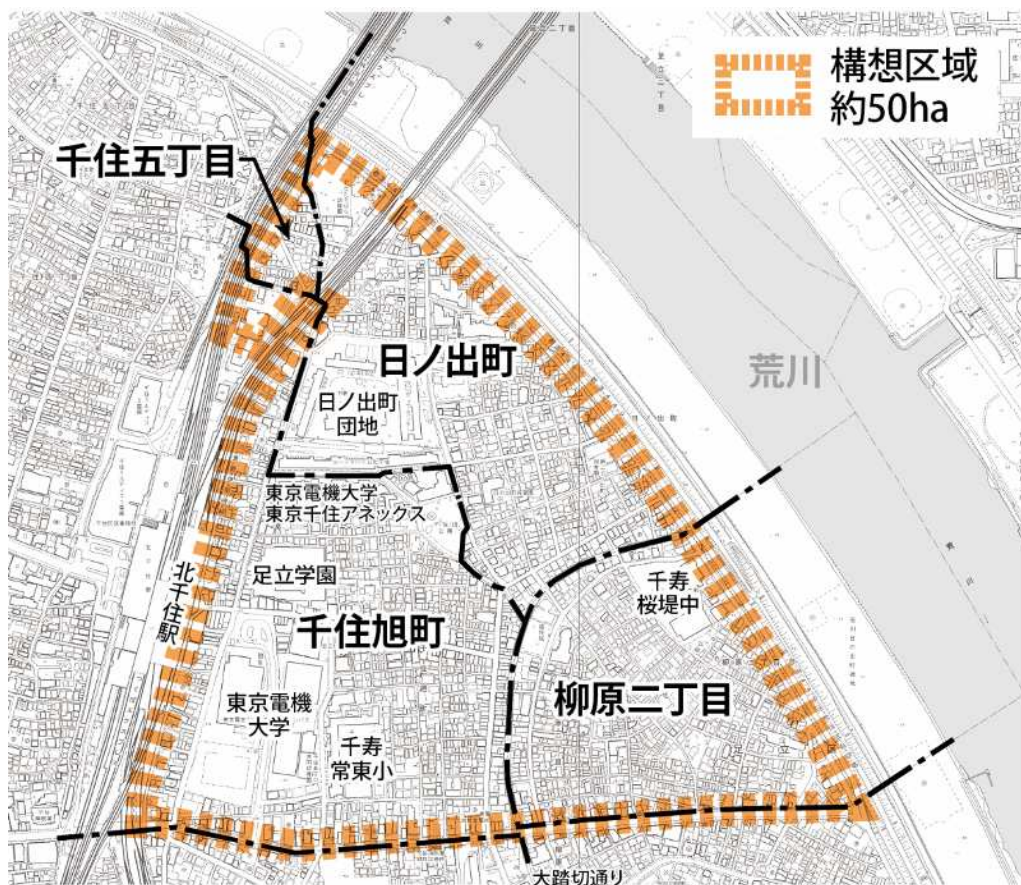 構想区域
約50ha
千住五丁目
日ノ出町
日ノ出町
団地
荒川
東京電機大学
東京千住アネックス
足立学園
北千住駅
千住旭町
千寿
桜堤中
東京電機
大学
柳原二丁目
千寿
常東小
大踏切通り